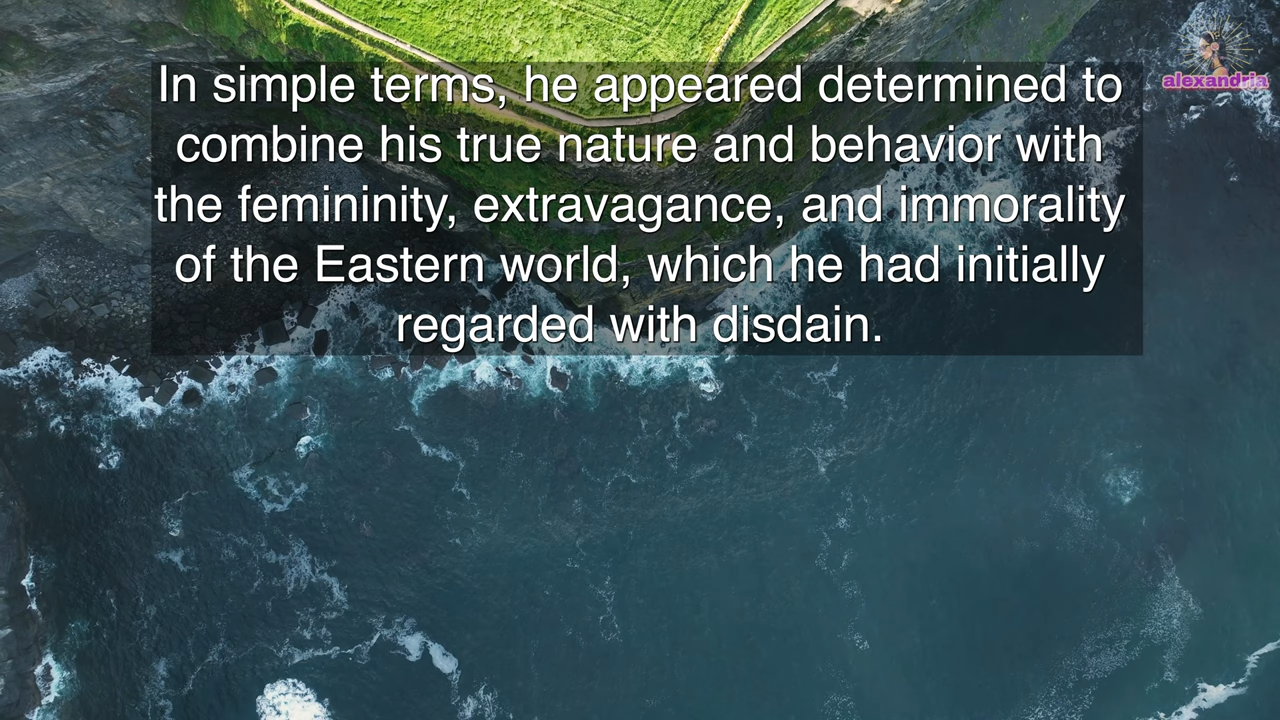 alexandria
In simple terms, he appeared determined to
combine his true nature and behavior with
the femininity, extravagance, and immorality
of the Eastern world, which he had initially
regarded with disdain.